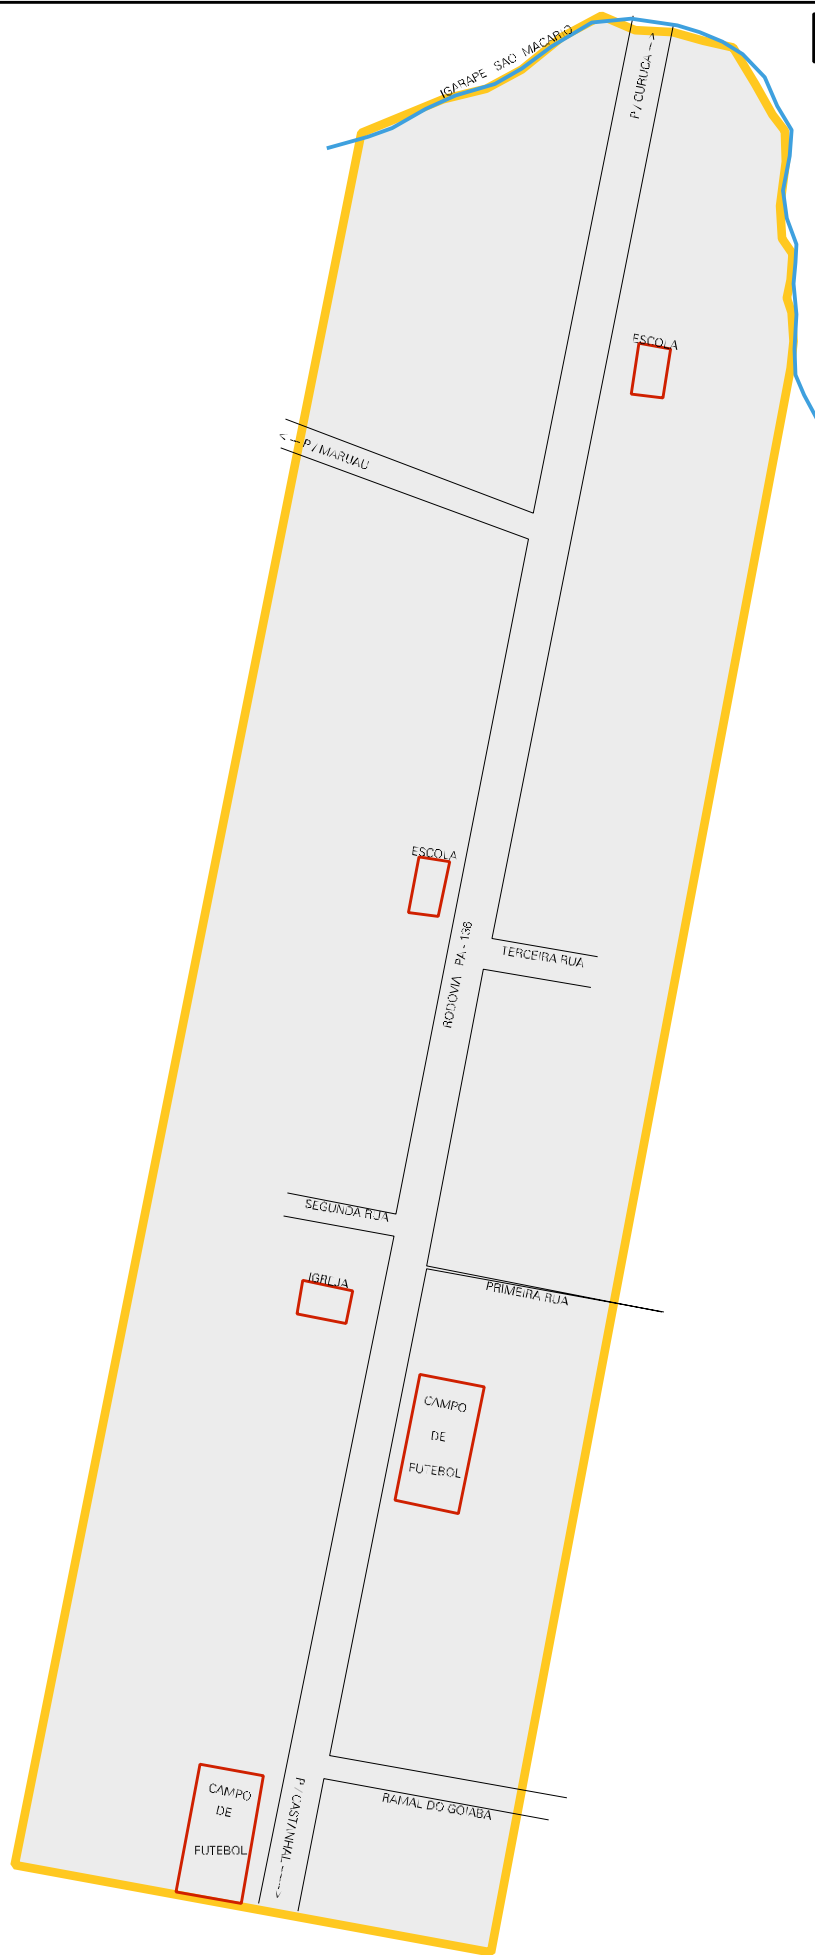 IGARAPE SAO MACARIO
P / CURUCA -- >
ESCOLA
< -- P / MARUAU
ESCOLA
RODOVIA PA - 136
TERCEIRA RUA
SEGUNDA RUA
IGREJA
PRIMEIRA RUA
CAMPO
DE
FUTEBOL
CAMPO
DE
FUTEBOL
P / CASTANHAL ---- >
RAMAL DO GOIABA